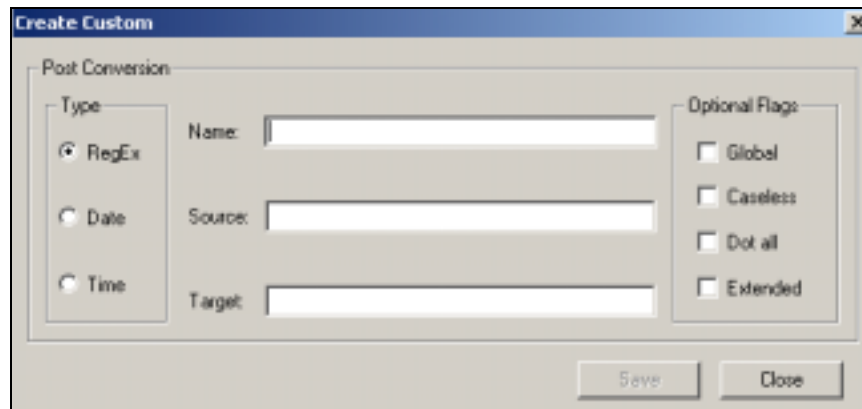 Create Custom
Post Conversion
Type
RegEx
Date
Time
Name:
Source:
Target:
Optional Flags
Global
Caseless
Dot all
Extended
Save
Close